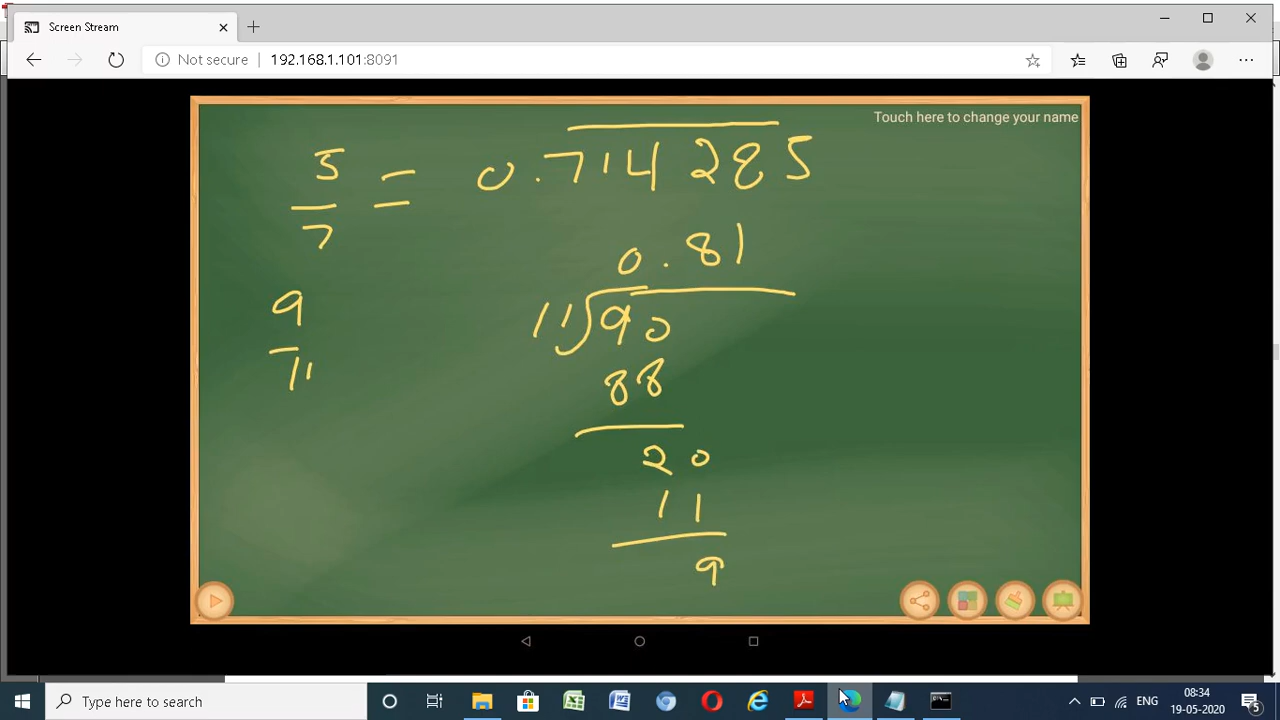 Screen Stream
Not secure 192.168.1.101:8091
Touch here to change your name
5/7 = 0.714285
0.81
9/11
11)90
88
20
11
9
Type here to search
ENG
08:34
19-05-2020
5